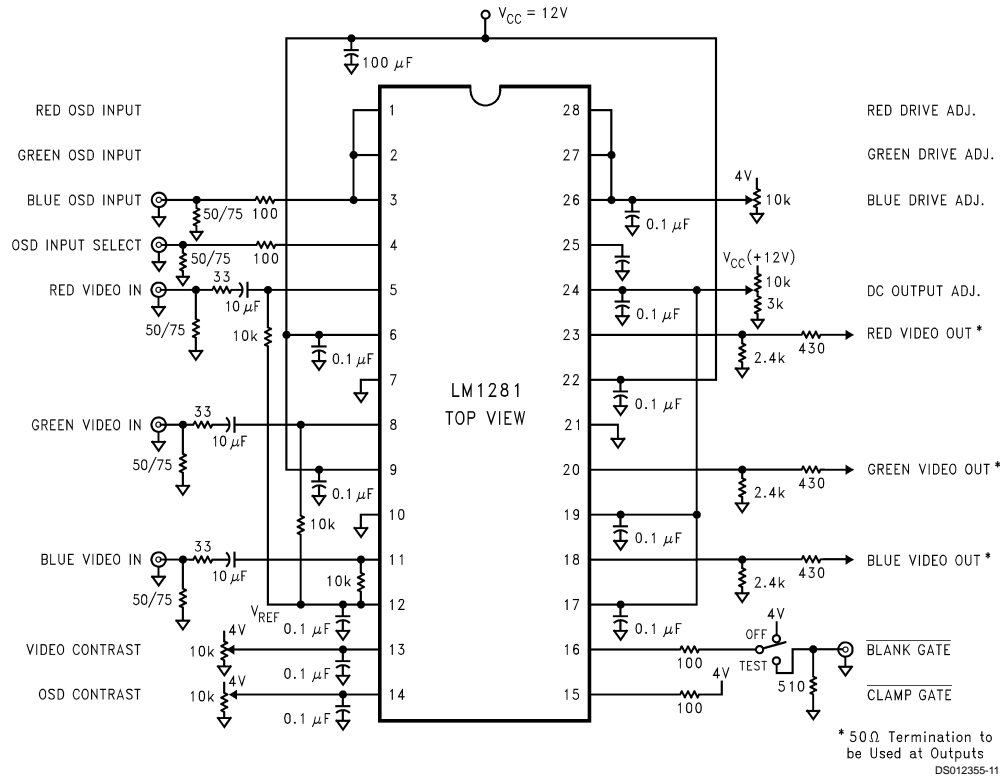 V_CC = 12V
100 μF
RED OSD INPUT
1
28
RED DRIVE ADJ.
GREEN OSD INPUT
2
27
GREEN DRIVE ADJ.
4V
BLUE OSD INPUT
3
26
10k
BLUE DRIVE ADJ.
50/75
100
0.1 μF
OSD INPUT SELECT
4
25
50/75
100
V_CC(+12V)
33
10k
RED VIDEO IN
5
24
DC OUTPUT ADJ.
10 μF
3k
0.1 μF
50/75
10k
6
23
RED VIDEO OUT*
0.1 μF
2.4k
430
7
22
LM1281
TOP VIEW
0.1 μF
33
GREEN VIDEO IN
8
21
10 μF
50/75
9
20
GREEN VIDEO OUT*
0.1 μF
2.4k
430
10k
10
19
0.1 μF
33
BLUE VIDEO IN
11
18
BLUE VIDEO OUT*
10 μF
10k
2.4k
430
50/75
V_REF
12
17
0.1 μF
0.1 μF
4V
4V
OFF
VIDEO CONTRAST
10k
13
16
BLANK GATE
0.1 μF
100
TEST
4V
4V
510
OSD CONTRAST
10k
14
15
CLAMP GATE
0.1 μF
100
* 50Ω Termination to
be Used at Outputs
DS012355-11